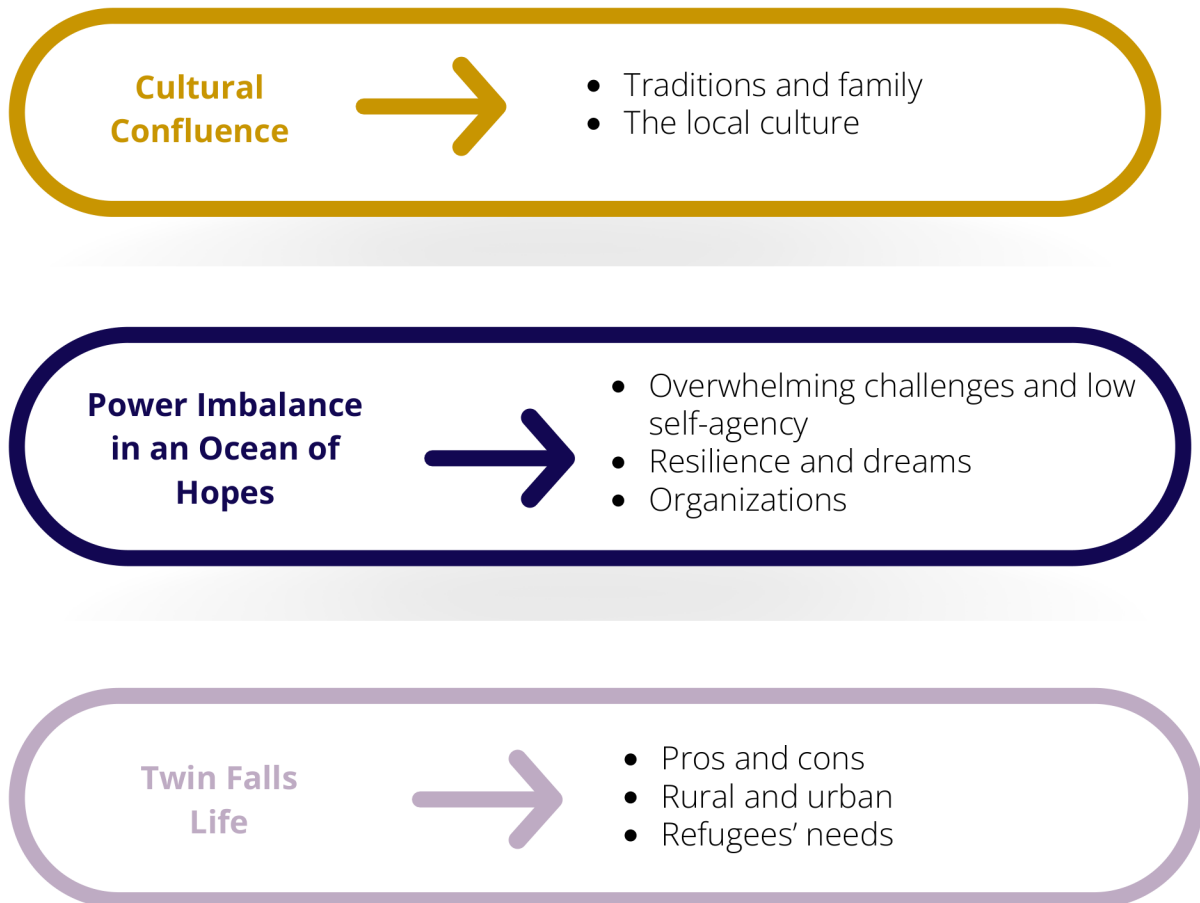 Cultural
Confluence
• Traditions and family
• The local culture
Power Imbalance
in an Ocean of
Hopes
• Overwhelming challenges and low
self-agency
• Resilience and dreams
• Organizations
Twin Falls
Life
• Pros and cons
• Rural and urban
• Refugees’ needs